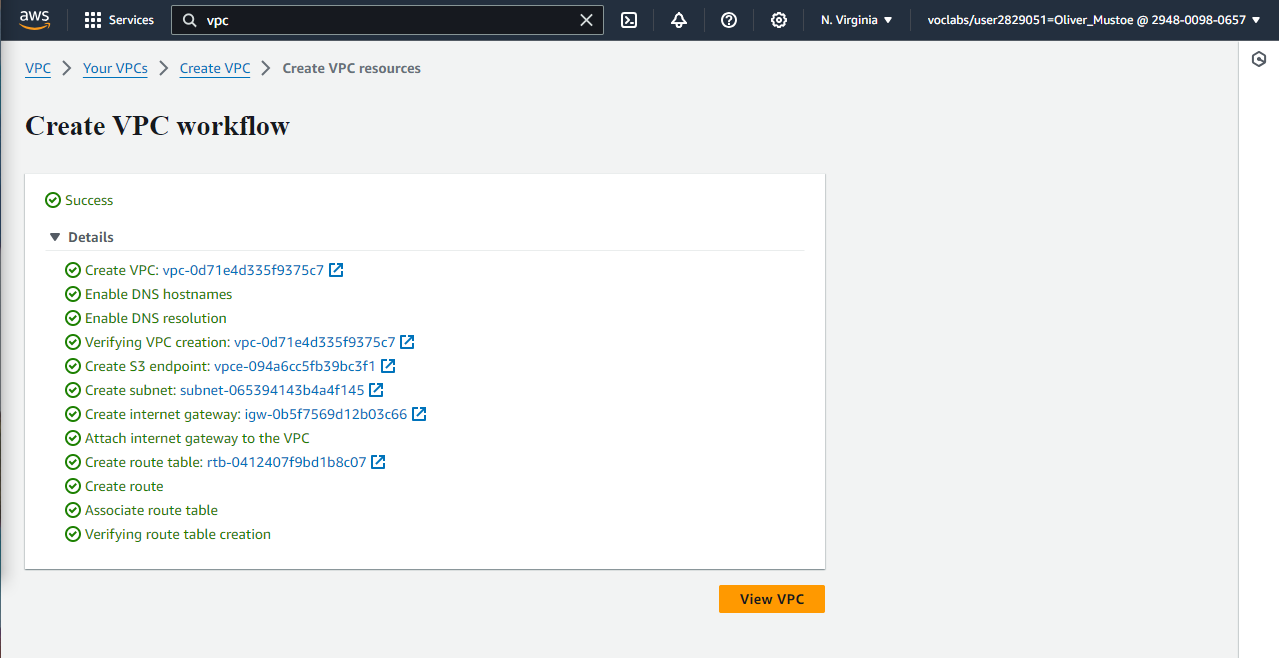 aws Services vpc N. Virginia voclabs/user2829051=Oliver_Mustoe @ 2948-0098-0657
VPC Your VPCs Create VPC Create VPC resources
Create VPC workflow
Success
Details
Create VPC: vpc-0d71e4d335f9375c7
Enable DNS hostnames
Enable DNS resolution
Verifying VPC creation: vpc-0d71e4d335f9375c7
Create S3 endpoint: vpce-094a6cc5fb39bc3f1
Create subnet: subnet-065394143b4a4f145
Create internet gateway: igw-0b5f7569d12b03c66
Attach internet gateway to the VPC
Create route table: rtb-0412407f9bd1b8c07
Create route
Associate route table
Verifying route table creation
View VPC